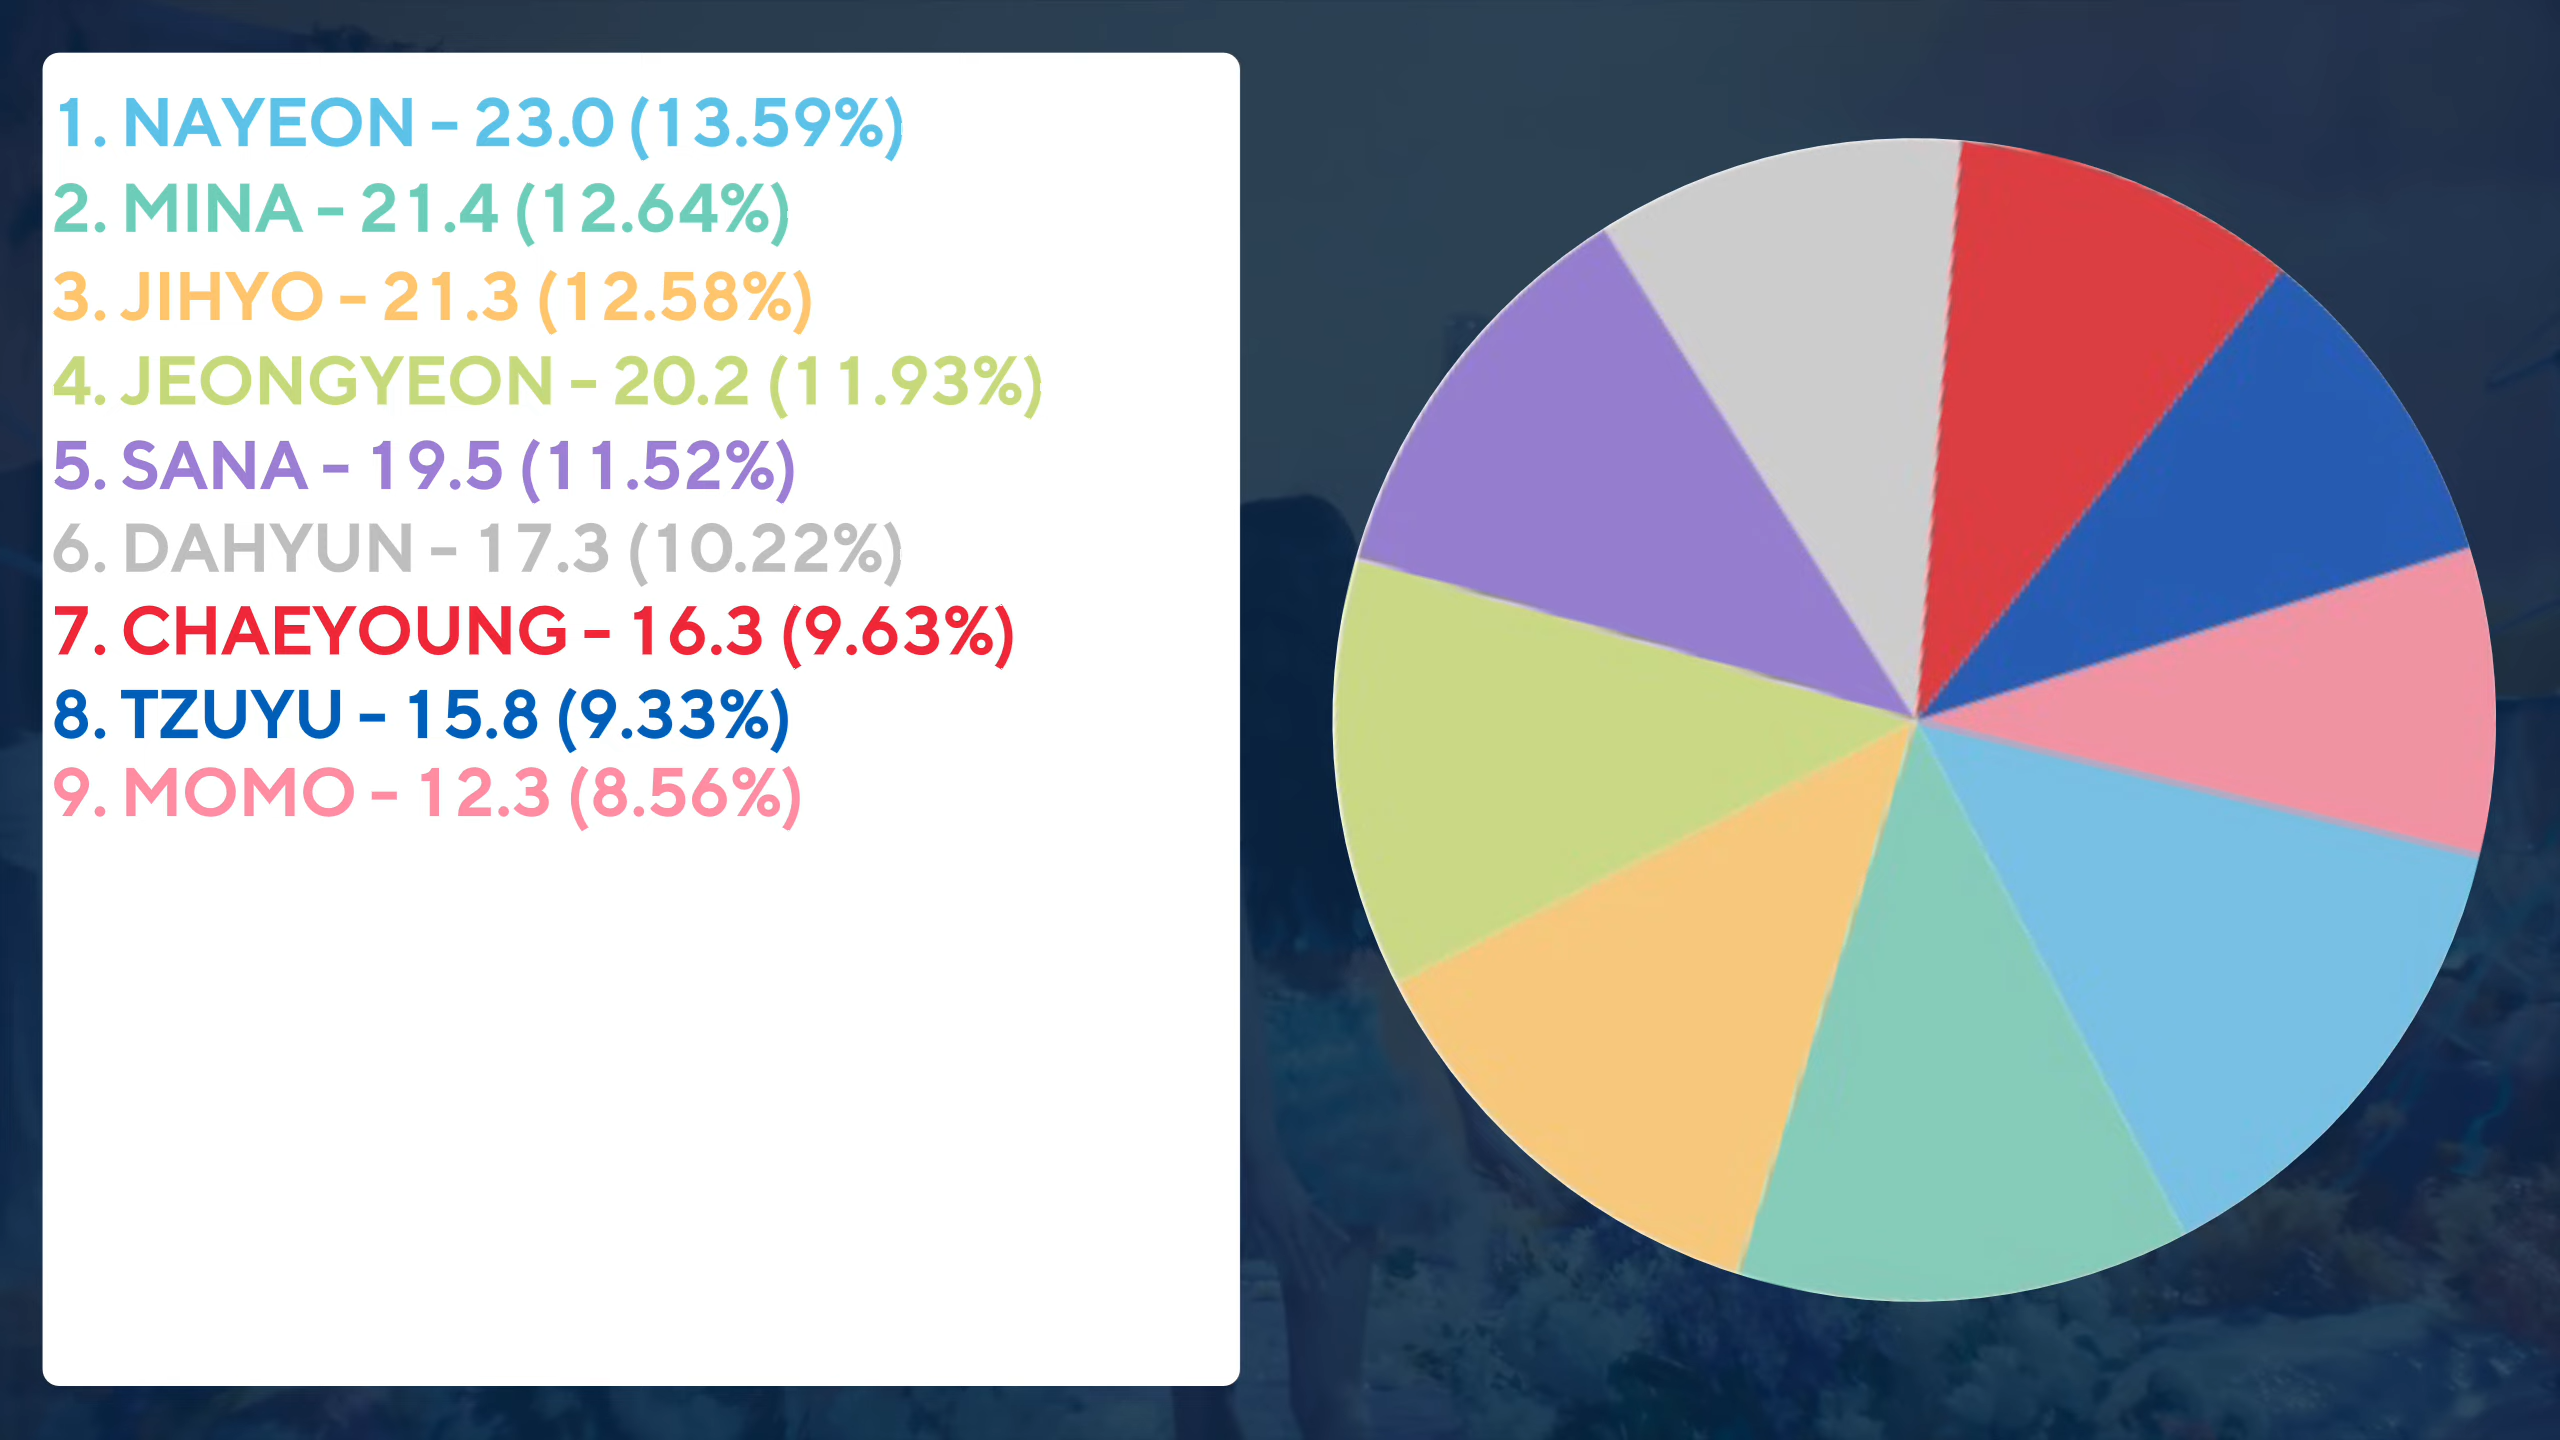 1. NAYEON - 23.0 (13.59%)
2. MINA - 21.4 (12.64%)
3. JIHYO - 21.3 (12.58%)
4. JEONGYEON - 20.2 (11.93%)
5. SANA - 19.5 (11.52%)
6. DAHYUN - 17.3 (10.22%)
7. CHAEYOUNG - 16.3 (9.63%)
8. TZUYU - 15.8 (9.33%)
9. MOMO - 12.3 (8.56%)